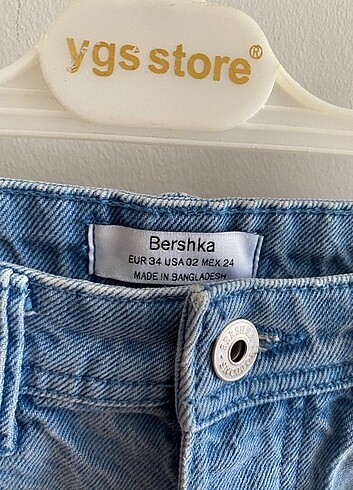 ygs store®
Bershka
EUR 34 USA 02 MEX 24
MADE IN BANGLADESH